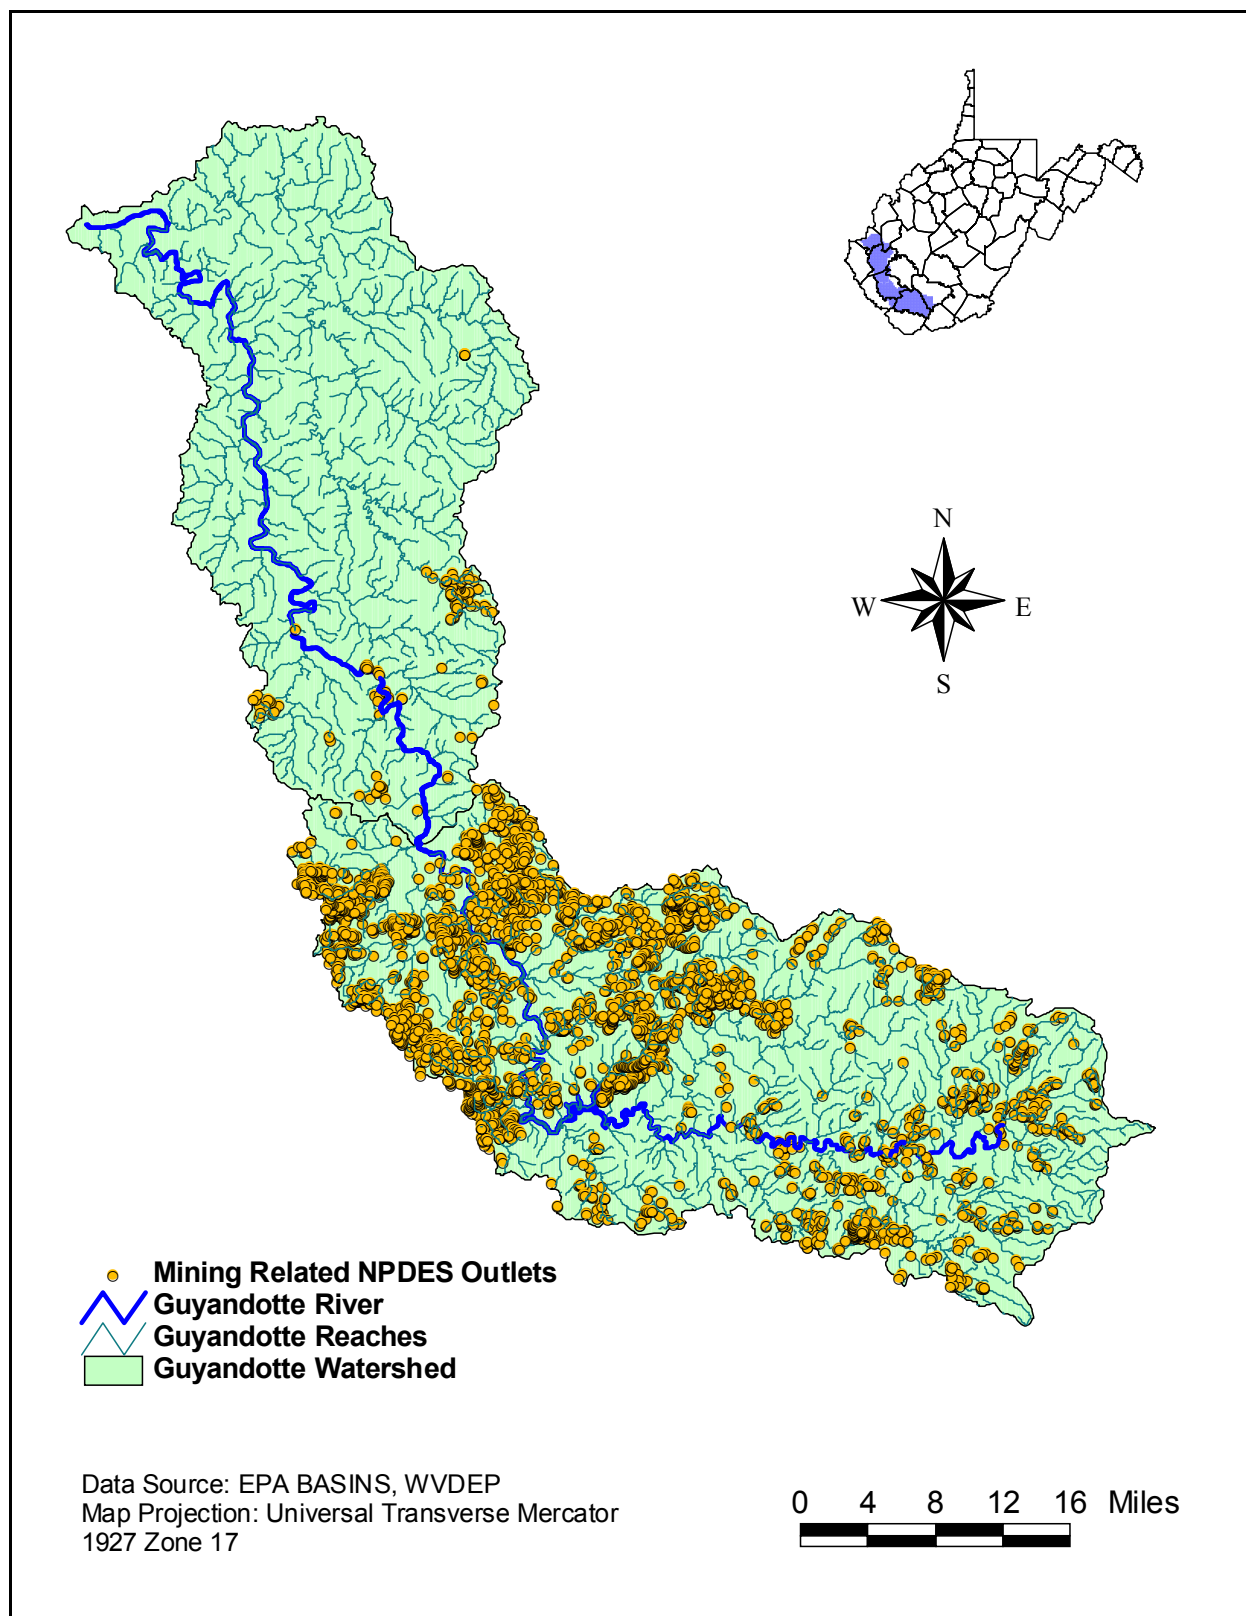 N
W E
S
Mining Related NPDES Outlets
Guyandotte River
Guyandotte Reaches
Guyandotte Watershed
Data Source: EPA BASINS, WVDEP
Map Projection: Universal Transverse Mercator
1927 Zone 17
0 4 8 12 16 Miles